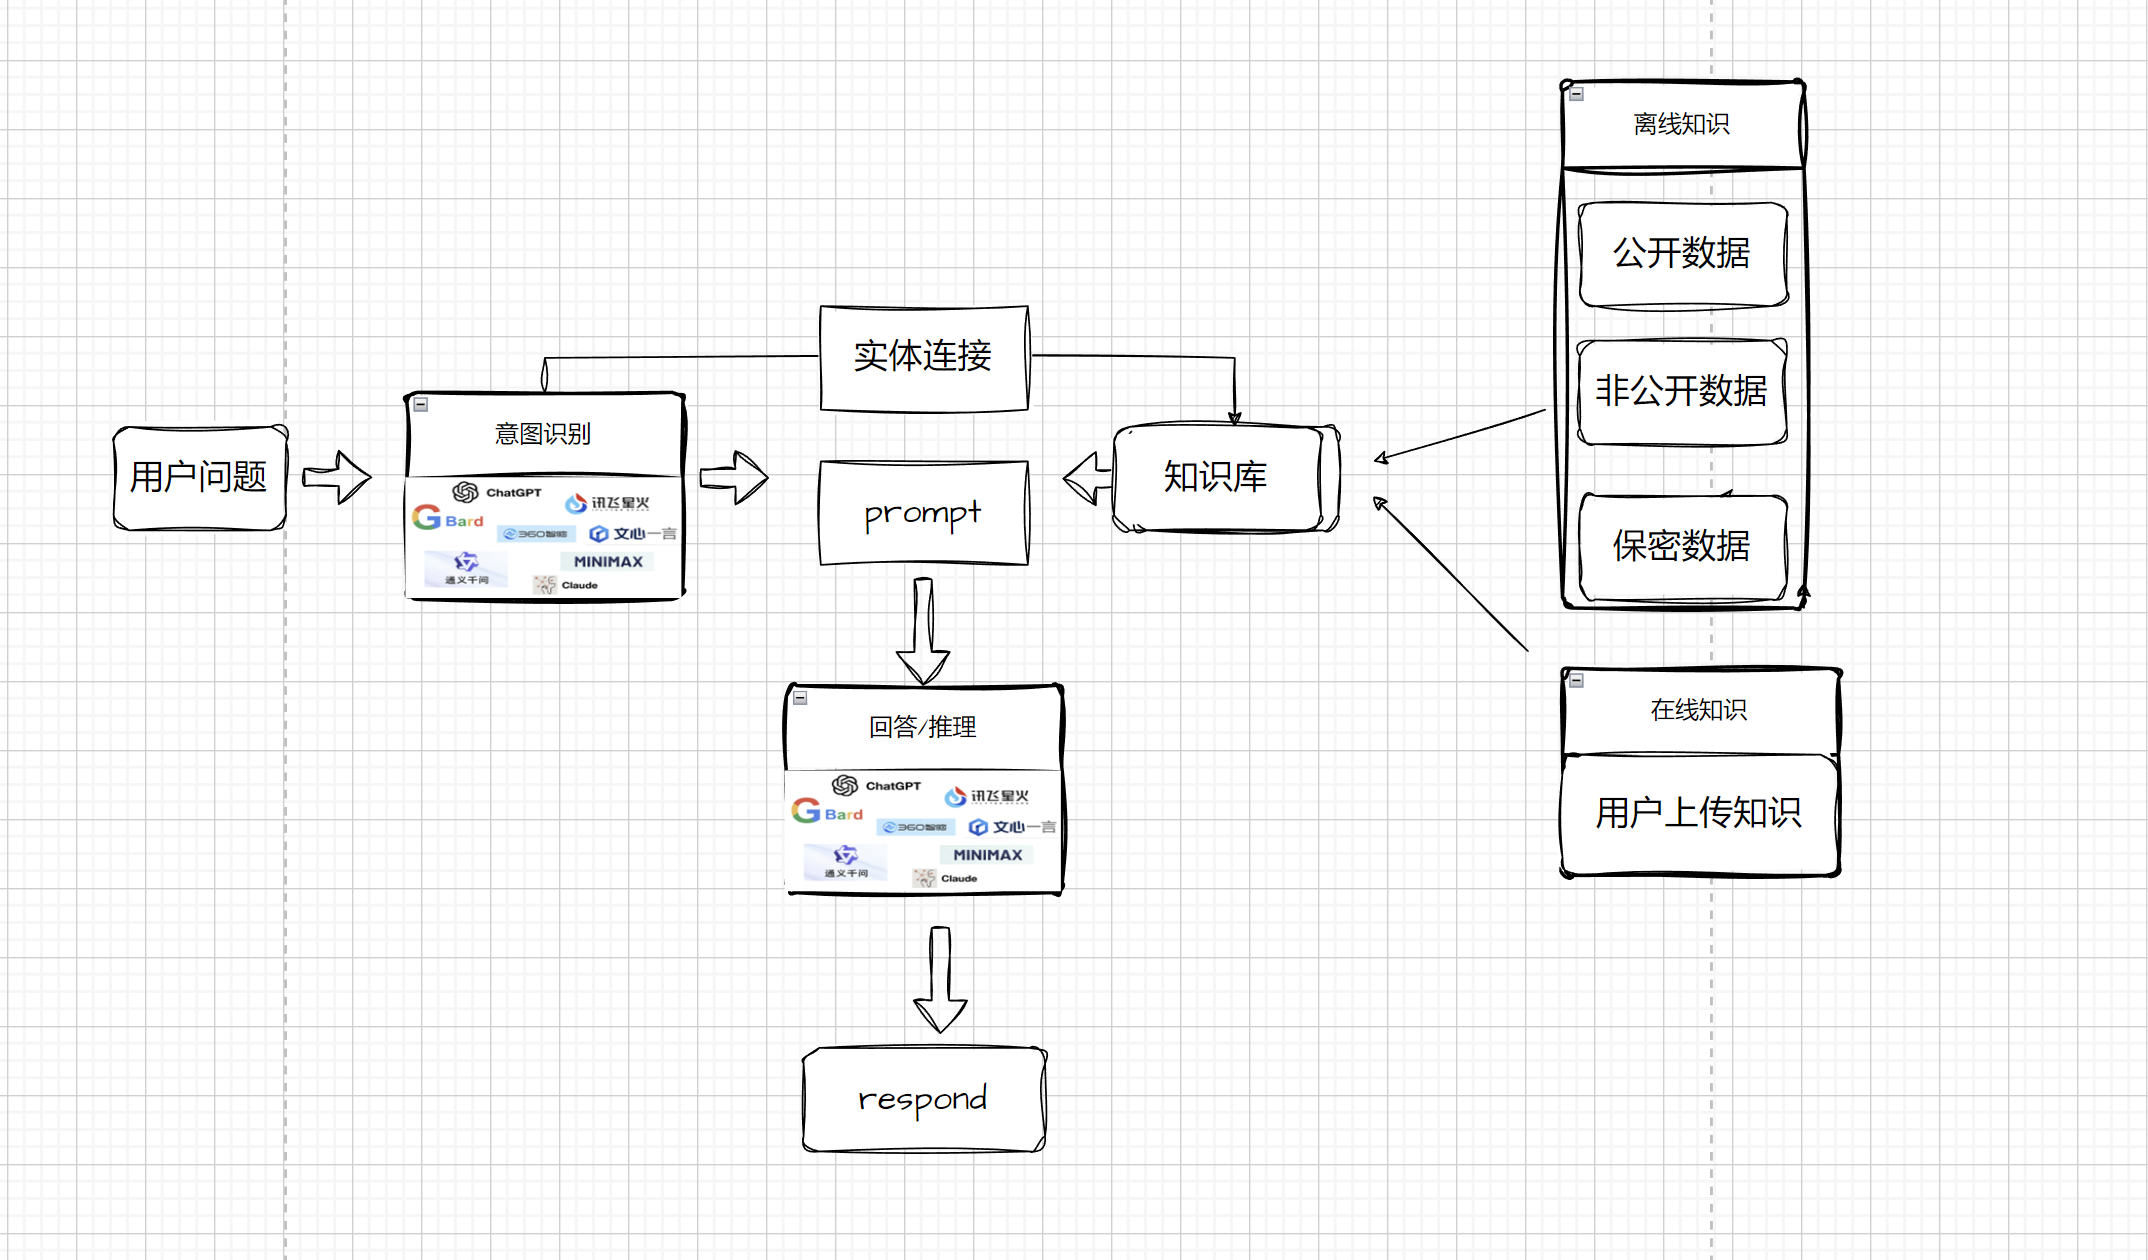 离线知识
公开数据
非公开数据
保密数据
实体连接
用户问题
意图识别
ChatGPT
讯飞星火
Bard
360智脑
文心一言
通义千问
MINIMAX
Claude
prompt
知识库
在线知识
用户上传知识
回答/推理
ChatGPT
讯飞星火
Bard
360智脑
文心一言
通义千问
MINIMAX
Claude
respond